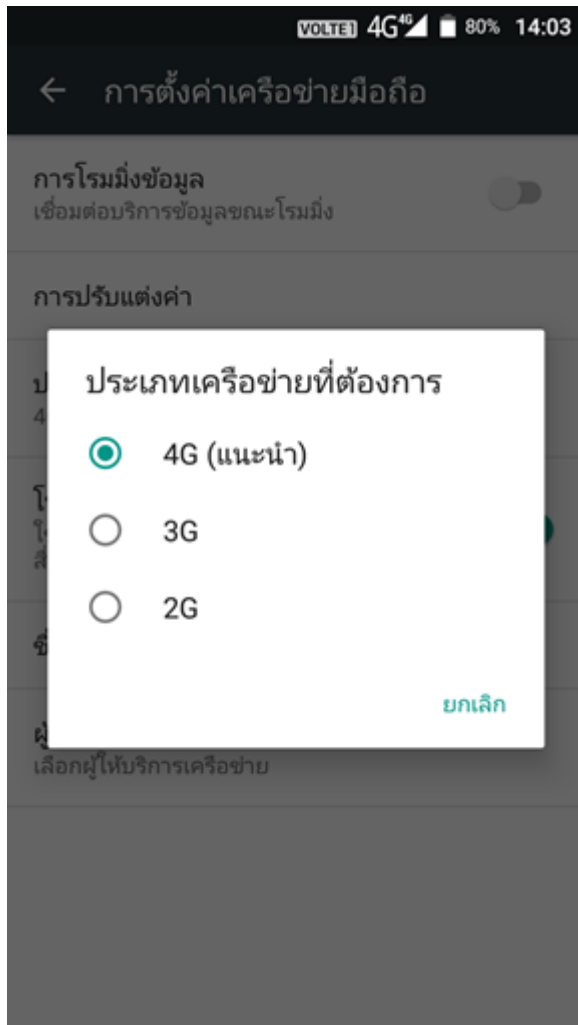 VOLTE1 4G 4G 80% 14:03
การตั้งค่าเครือข่ายมือถือ
การโรมมิ่งข้อมูล
เชื่อมต่อบริการข้อมูลขณะโรมมิ่ง
การปรับแต่งค่า
ประเภทเครือข่ายที่ต้องการ
4G (แนะนำ)
3G
2G
ยกเลิก
เลือกผู้ให้บริการเครือข่าย